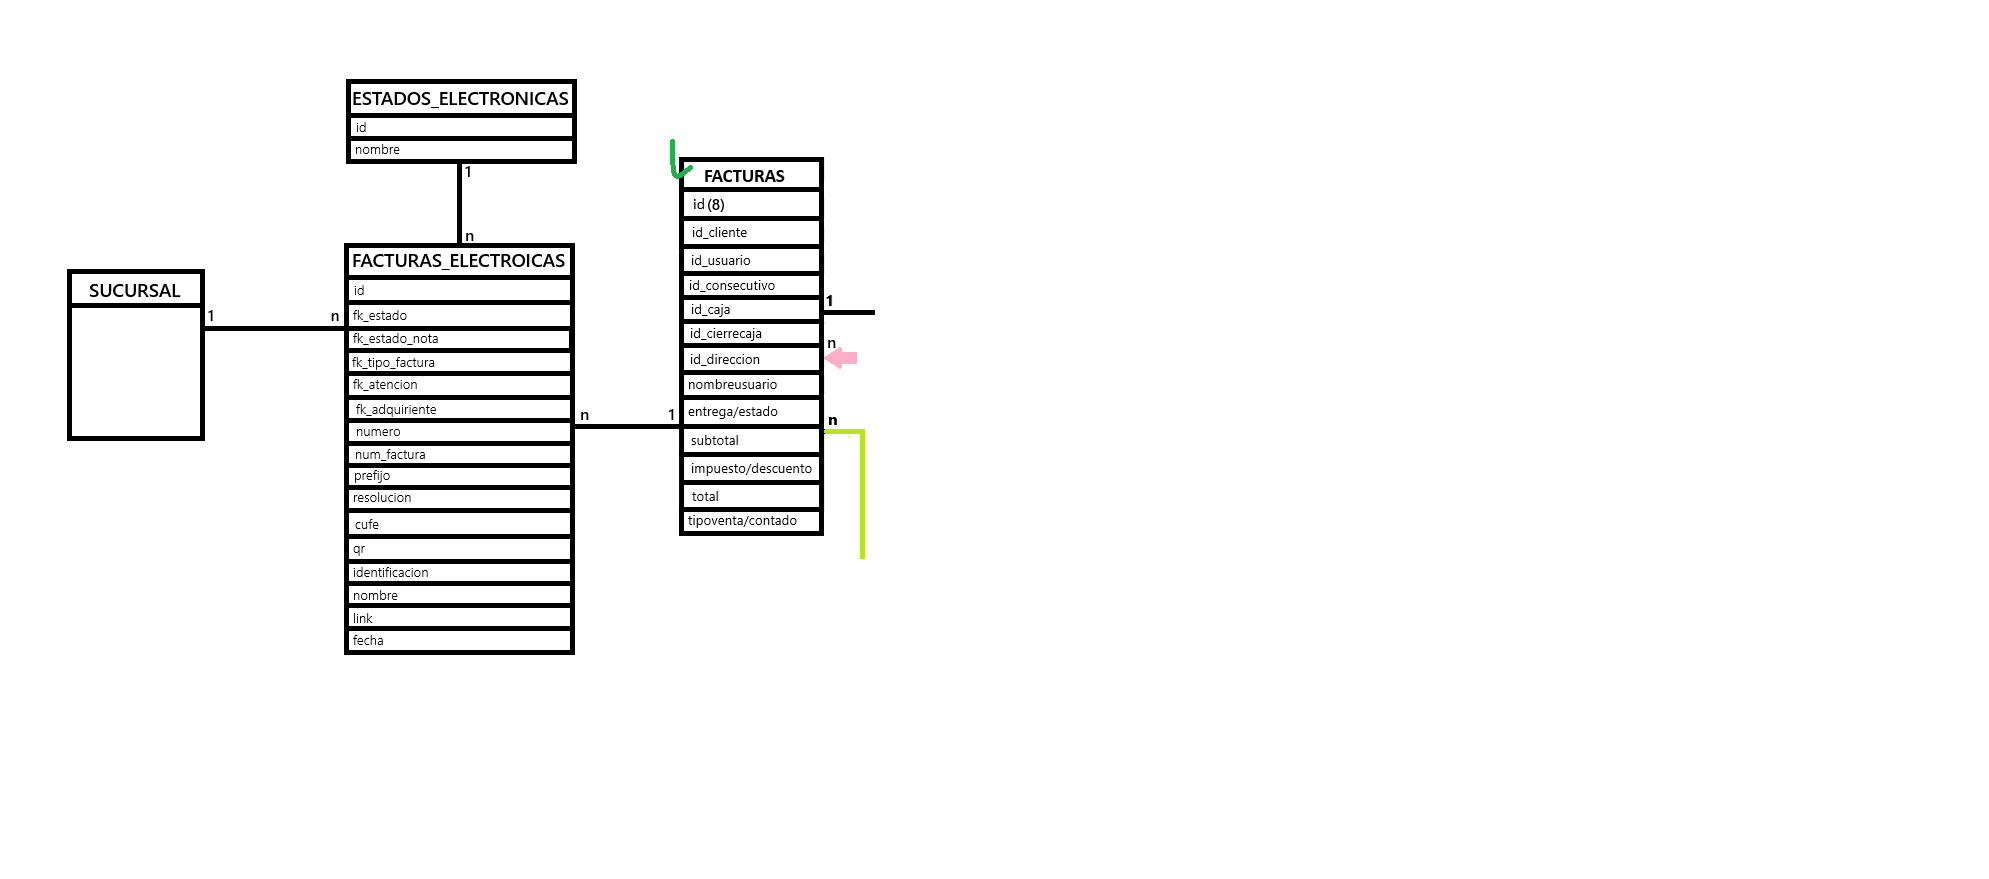 ESTADOS_ELECTRONICAS
id
nombre
1
n
SUCURSAL
1
n
FACTURAS_ELECTROICAS
id
fk_estado
fk_estado_nota
fk_tipo_factura
fk_atencion
fk_adquiriente
numero
num_factura
prefijo
resolucion
cufe
qr
identificacion
nombre
link
fecha
n
1
FACTURAS
id (8)
id_cliente
id_usuario
id_consecutivo
id_caja
id_cierrecaja
id_direccion
nombreusuario
entrega/estado
subtotal
impuesto/descuento
total
tipoventa/contado
1
n
n